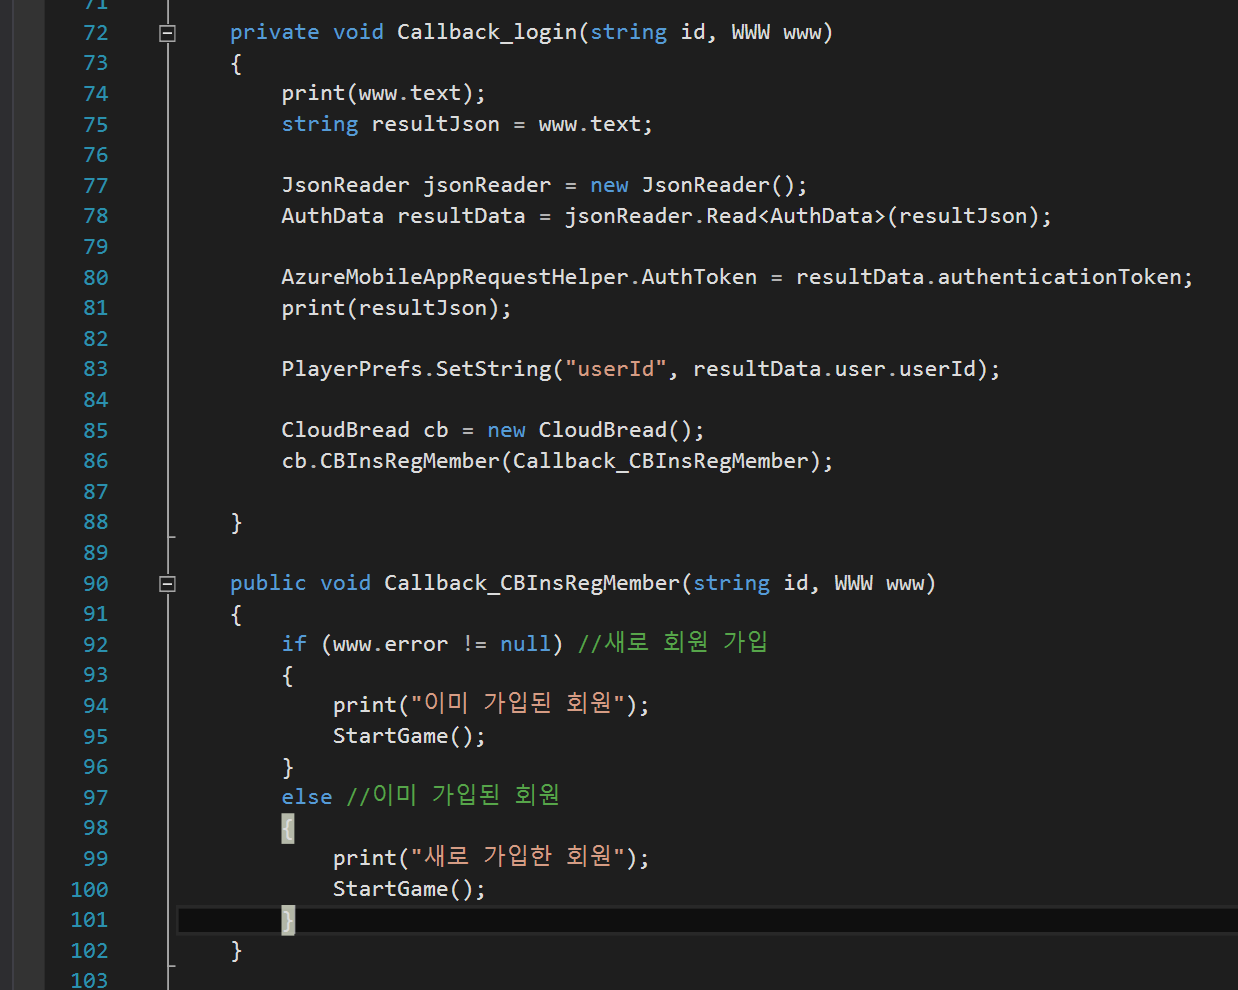 71
72 private void Callback_login(string id, WWW www)
73 {
74 print(www.text);
75 string resultJson = www.text;
76
77 JsonReader jsonReader = new JsonReader();
78 AuthData resultData = jsonReader.Read<AuthData>(resultJson);
79
80 AzureMobileAppRequestHelper.AuthToken = resultData.authenticationToken;
81 print(resultJson);
82
83 PlayerPrefs.SetString("userId", resultData.user.userId);
84
85 CloudBread cb = new CloudBread();
86 cb.CBInsRegMember(Callback_CBInsRegMember);
87
88 }
89
90 public void Callback_CBInsRegMember(string id, WWW www)
91 {
92 if (www.error != null) //새로 회원 가입
93 {
94 print("이미 가입된 회원");
95 StartGame();
96 }
97 else //이미 가입된 회원
98 {
99 print("새로 가입한 회원");
100 StartGame();
101 }
102 }
103